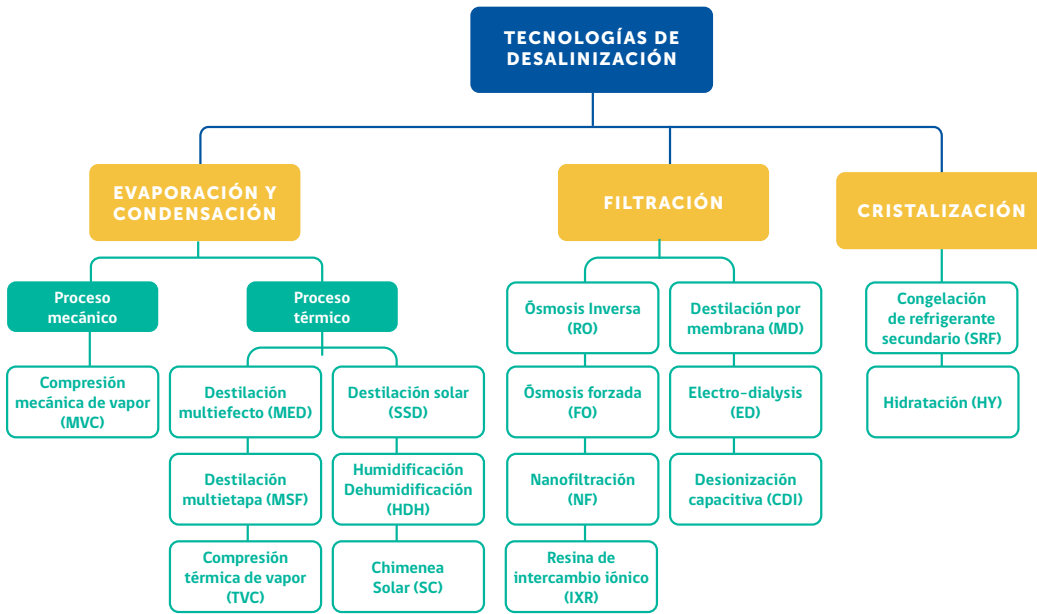 TECNOLOGÍAS DE
DESALINIZACIÓN
EVAPORACIÓN Y
CONDENSACIÓN
FILTRACIÓN
CRISTALIZACIÓN
Proceso
mecánico
Proceso
térmico
Compresión
mecánica de vapor
(MVC)
Destilación
multiefecto (MED)
Destilación
multietapa (MSF)
Compresión
térmica de vapor
(TVC)
Destilación solar
(SSD)
Humidificación
Dehumidificación
(HDH)
Chimenea
Solar (SC)
Ósmosis Inversa
(RO)
Ósmosis forzada
(FO)
Nanofiltración
(NF)
Resina de
intercambio iónico
(IXR)
Destilación por
membrana (MD)
Electro-dialysis
(ED)
Desionización
capacitiva (CDI)
Congelación
de refrigerante
secundario (SRF)
Hidratación (HY)